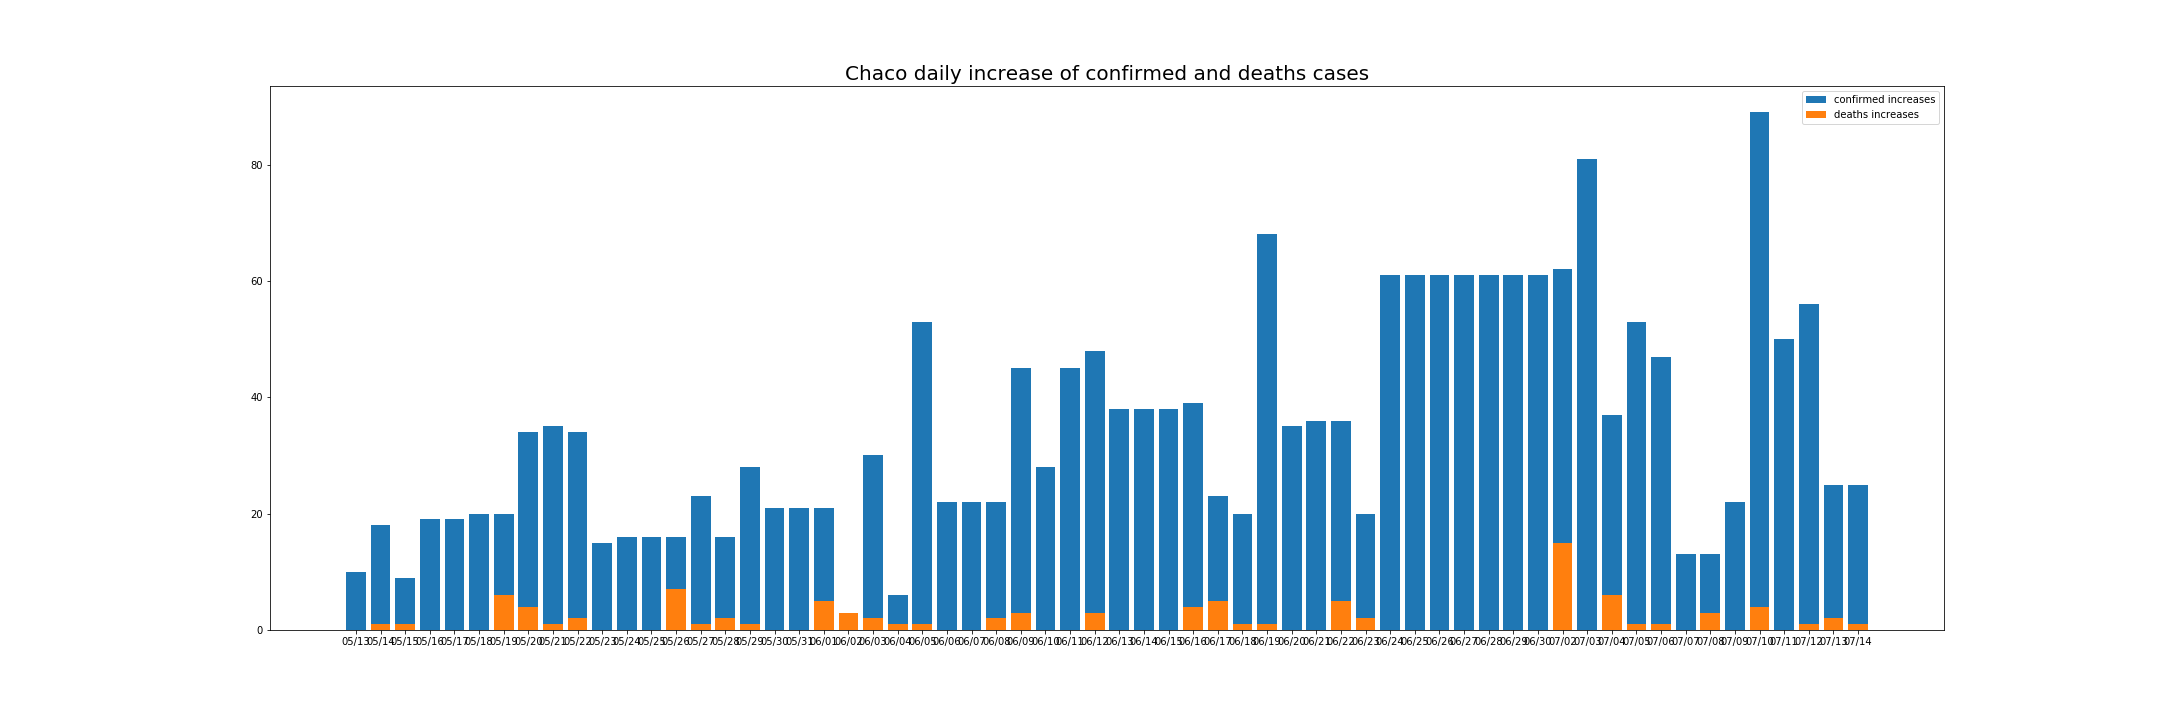 Chaco daily increase of confirmed and deaths cases
confirmed increases
deaths increases
80
60
40
20
0
05/13 05/14 05/15 05/16 05/17 05/18 05/19 05/20 05/21 05/22 05/23 05/24 05/25 05/26 05/27 05/28 05/29 05/30 05/31 06/01 06/02 06/03 06/04 06/05 06/06 06/07 06/08 06/09 06/10 06/11 06/12 06/13 06/14 06/15 06/16 06/17 06/18 06/19 06/20 06/21 06/22 06/23 06/24 06/25 06/26 06/27 06/28 06/29 06/30 07/02 07/03 07/04 07/05 07/06 07/07 07/08 07/09 07/10 07/11 07/12 07/13 07/14